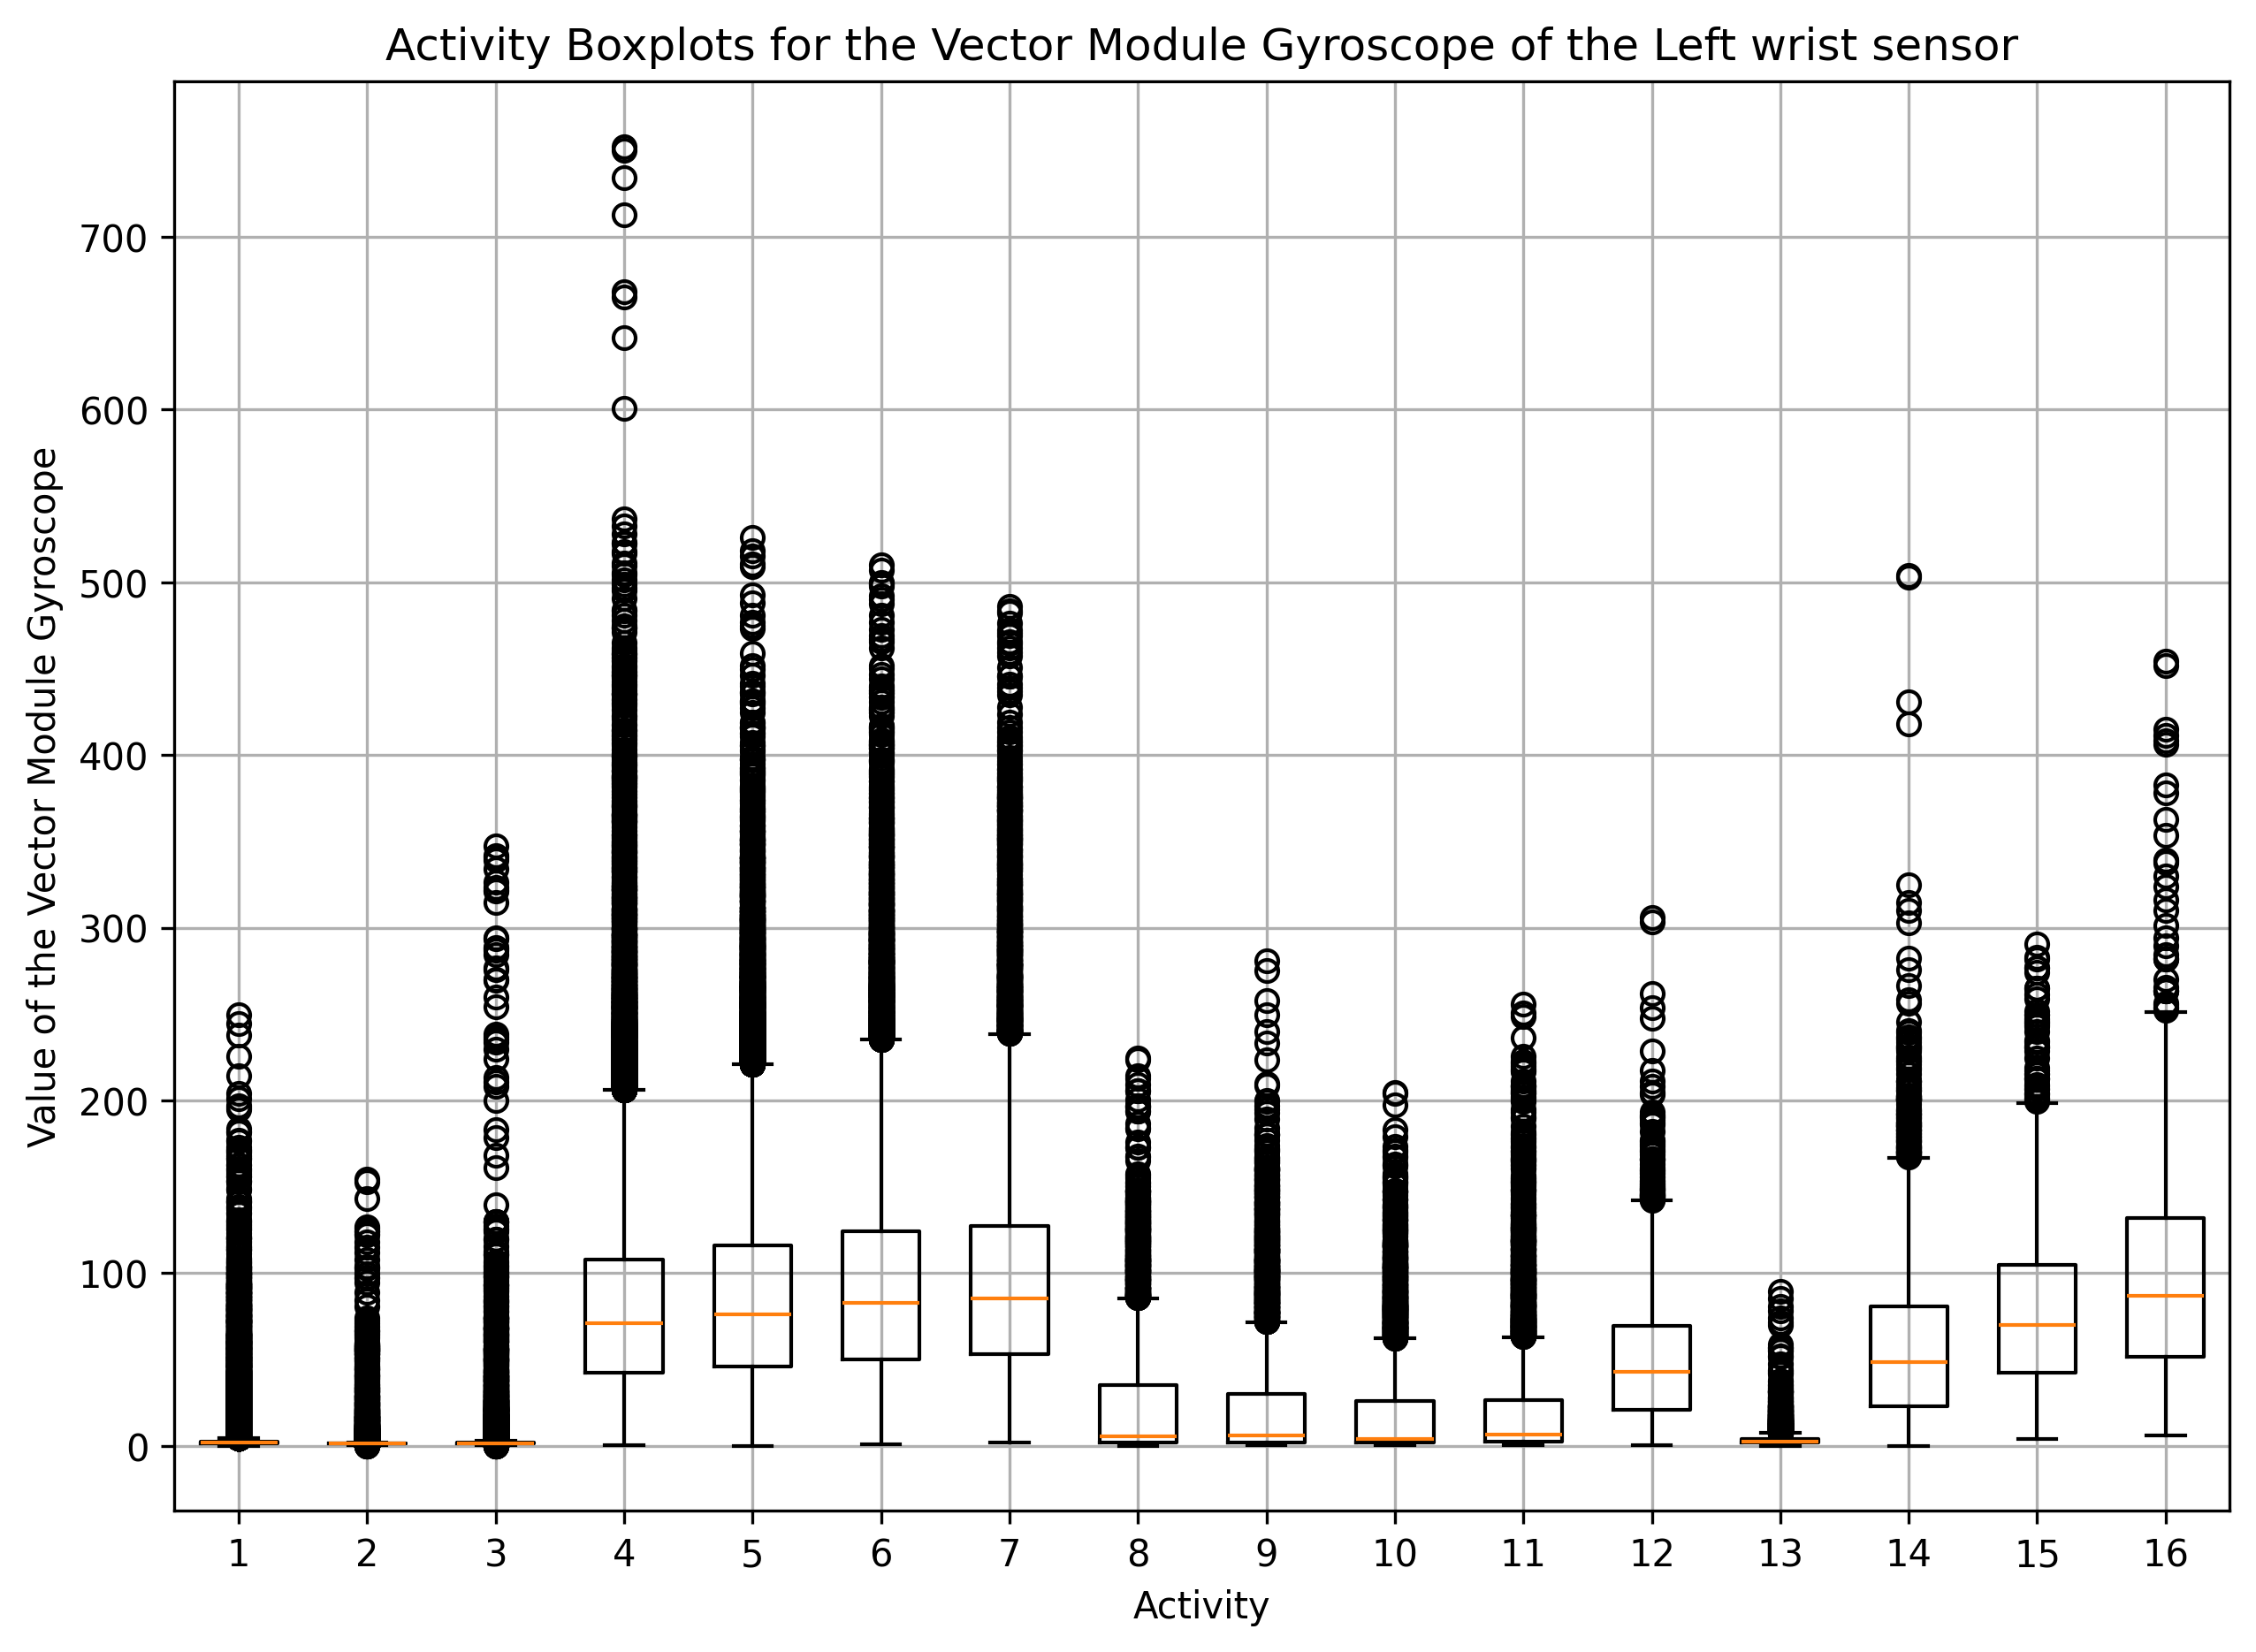 Activity Boxplots for the Vector Module Gyroscope of the Left wrist sensor
Value of the Vector Module Gyroscope
700
600
500
400
300
200
100
0
1 2 3 4 5 6 7 8 9 10 11 12 13 14 15 16
Activity